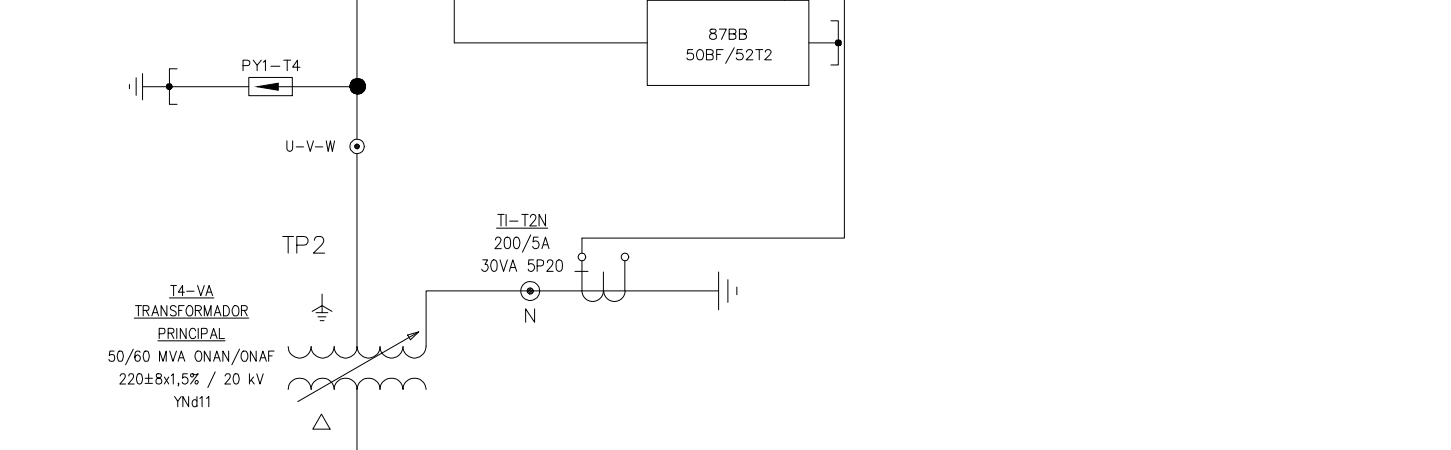 87BB
50BF/52T2
PY1-T4
U-V-W
TI-T2N
200/5A
30VA 5P20
TP2
N
T4-VA
TRANSFORMADOR
PRINCIPAL
50/60 MVA ONAN/ONAF
220±8x1,5% / 20 kV
YNd11